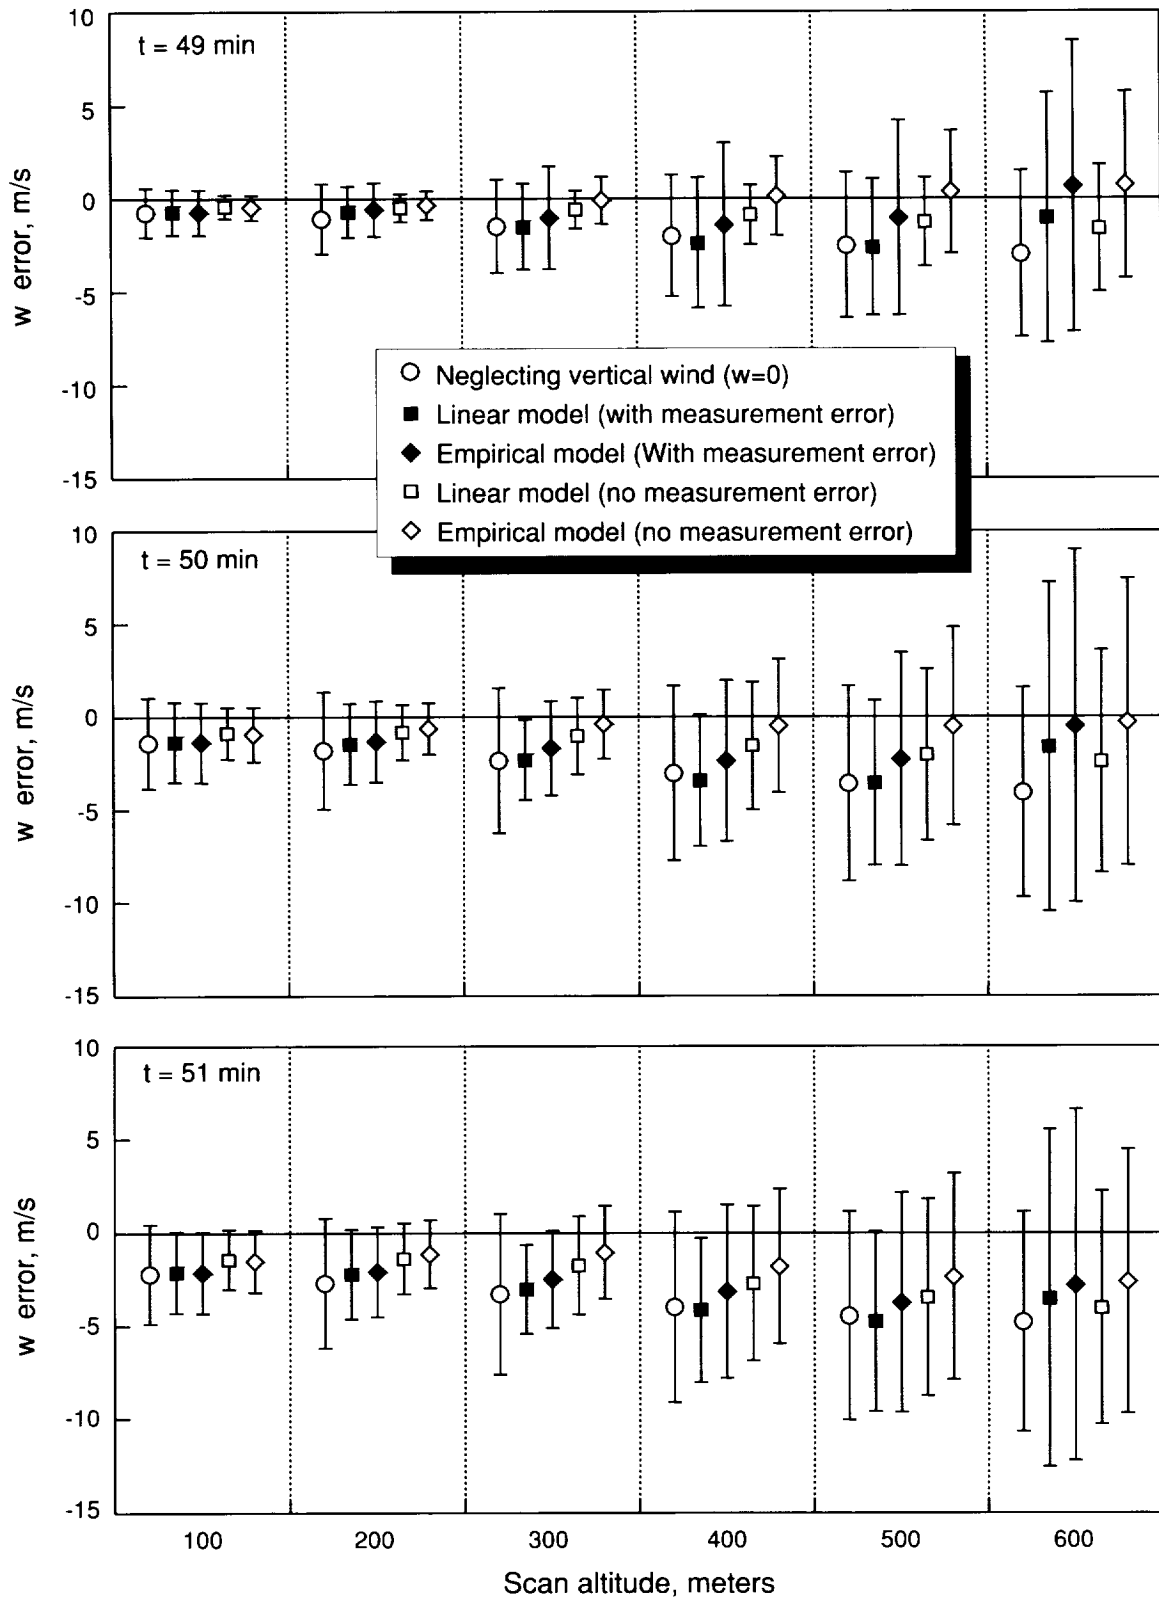 10
t = 49 min
5
0
-5
-10
-15
w error, m/s
Neglecting vertical wind (w=0)
Linear model (with measurement error)
Empirical model (With measurement error)
Linear model (no measurement error)
Empirical model (no measurement error)
10
t = 50 min
5
0
-5
-10
-15
w error, m/s
10
t = 51 min
5
0
-5
-10
-15
w error, m/s
100 200 300 400 500 600
Scan altitude, meters